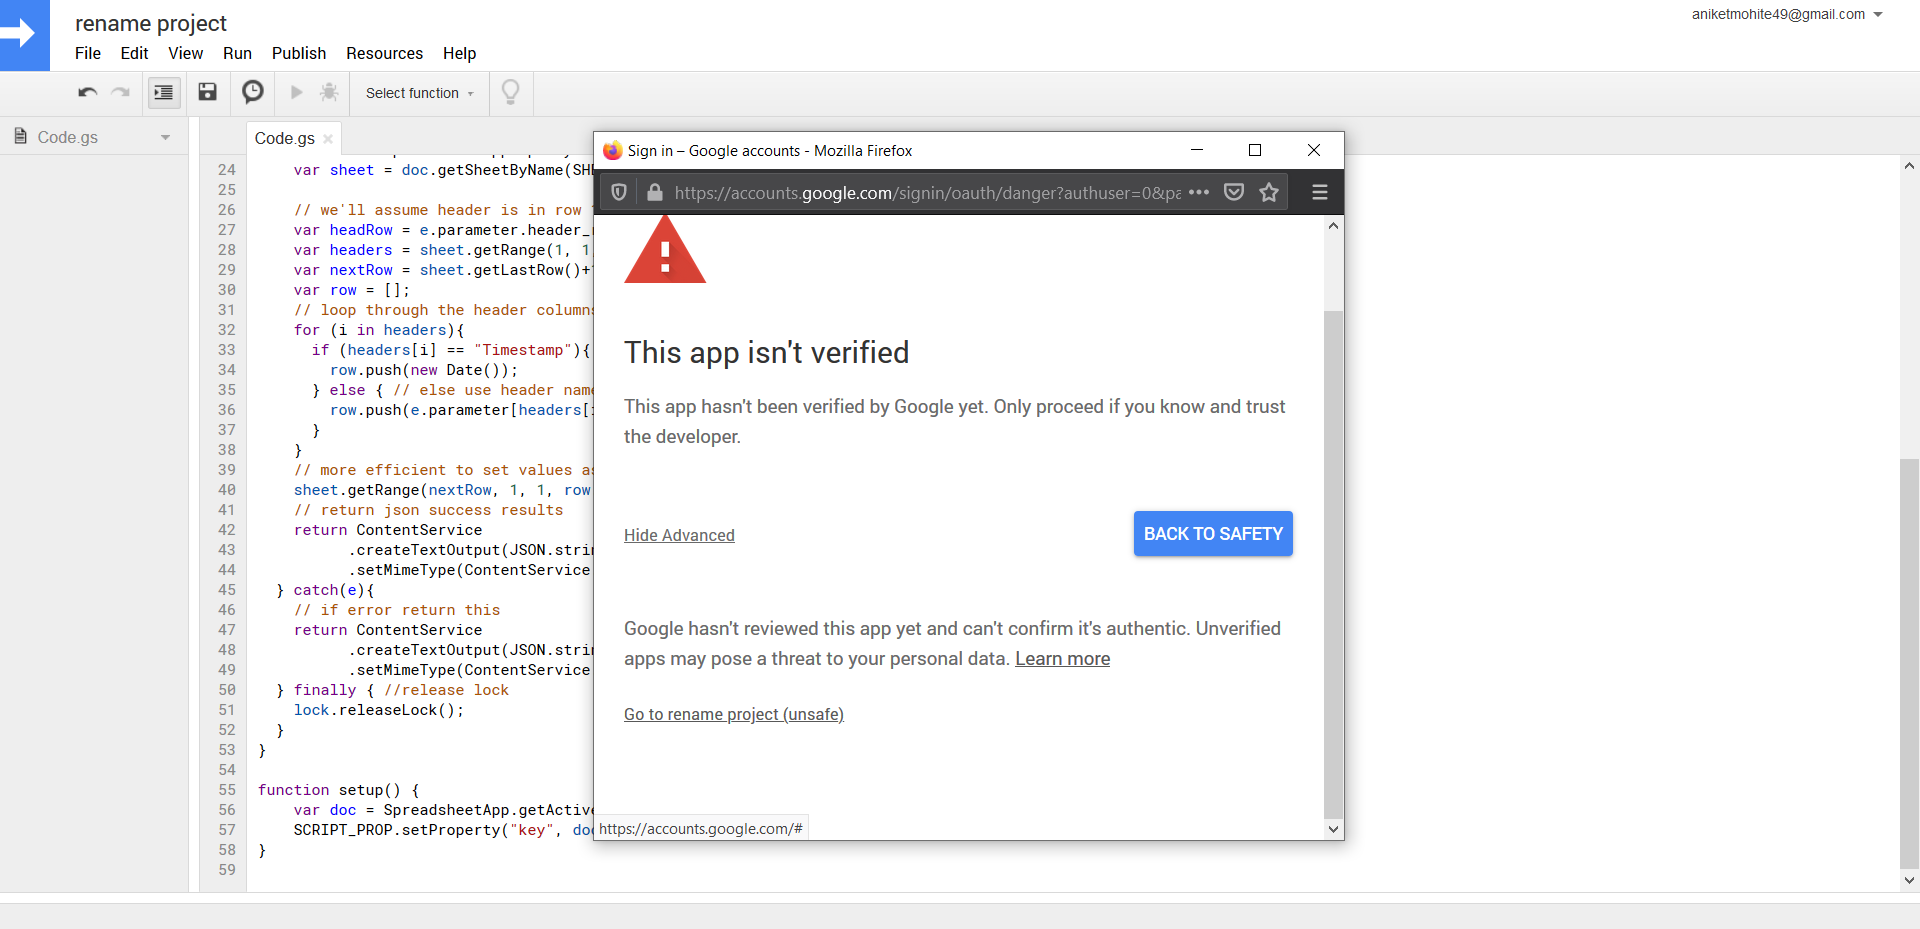 rename project
aniketmohite49@gmail.com
File Edit View Run Publish Resources Help
Select function
Code.gs
Code.gs
24 var sheet = doc.getSheetByName(SHE
25
26 // we'll assume header is in row
27 var headRow = e.parameter.header_
28 var headers = sheet.getRange(1, 1
29 var nextRow = sheet.getLastRow()+
30 var row = [];
31 // loop through the header columns
32 for (i in headers){
33 if (headers[i] == "Timestamp"){
34 row.push(new Date());
35 } else { // else use header name
36 row.push(e.parameter[headers[
37 }
38 }
39 // more efficient to set values as
40 sheet.getRange(nextRow, 1, 1, row
41 // return json success results
42 return ContentService
43 .createTextOutput(JSON.strin
44 .setMimeType(ContentService
45 } catch(e){
46 // if error return this
47 return ContentService
48 .createTextOutput(JSON.strin
49 .setMimeType(ContentService
50 } finally { //release lock
51 lock.releaseLock();
52 }
53 }
54
55 function setup() {
56 var doc = SpreadsheetApp.getActive
57 SCRIPT_PROP.setProperty("key", do
58 }
59
Sign in – Google accounts - Mozilla Firefox
https://accounts.google.com/signin/oauth/danger?authuser=0&pa
This app isn't verified
This app hasn't been verified by Google yet. Only proceed if you know and trust
the developer.
Hide Advanced
BACK TO SAFETY
Google hasn't reviewed this app yet and can't confirm it's authentic. Unverified
apps may pose a threat to your personal data. Learn more
Go to rename project (unsafe)
https://accounts.google.com/#